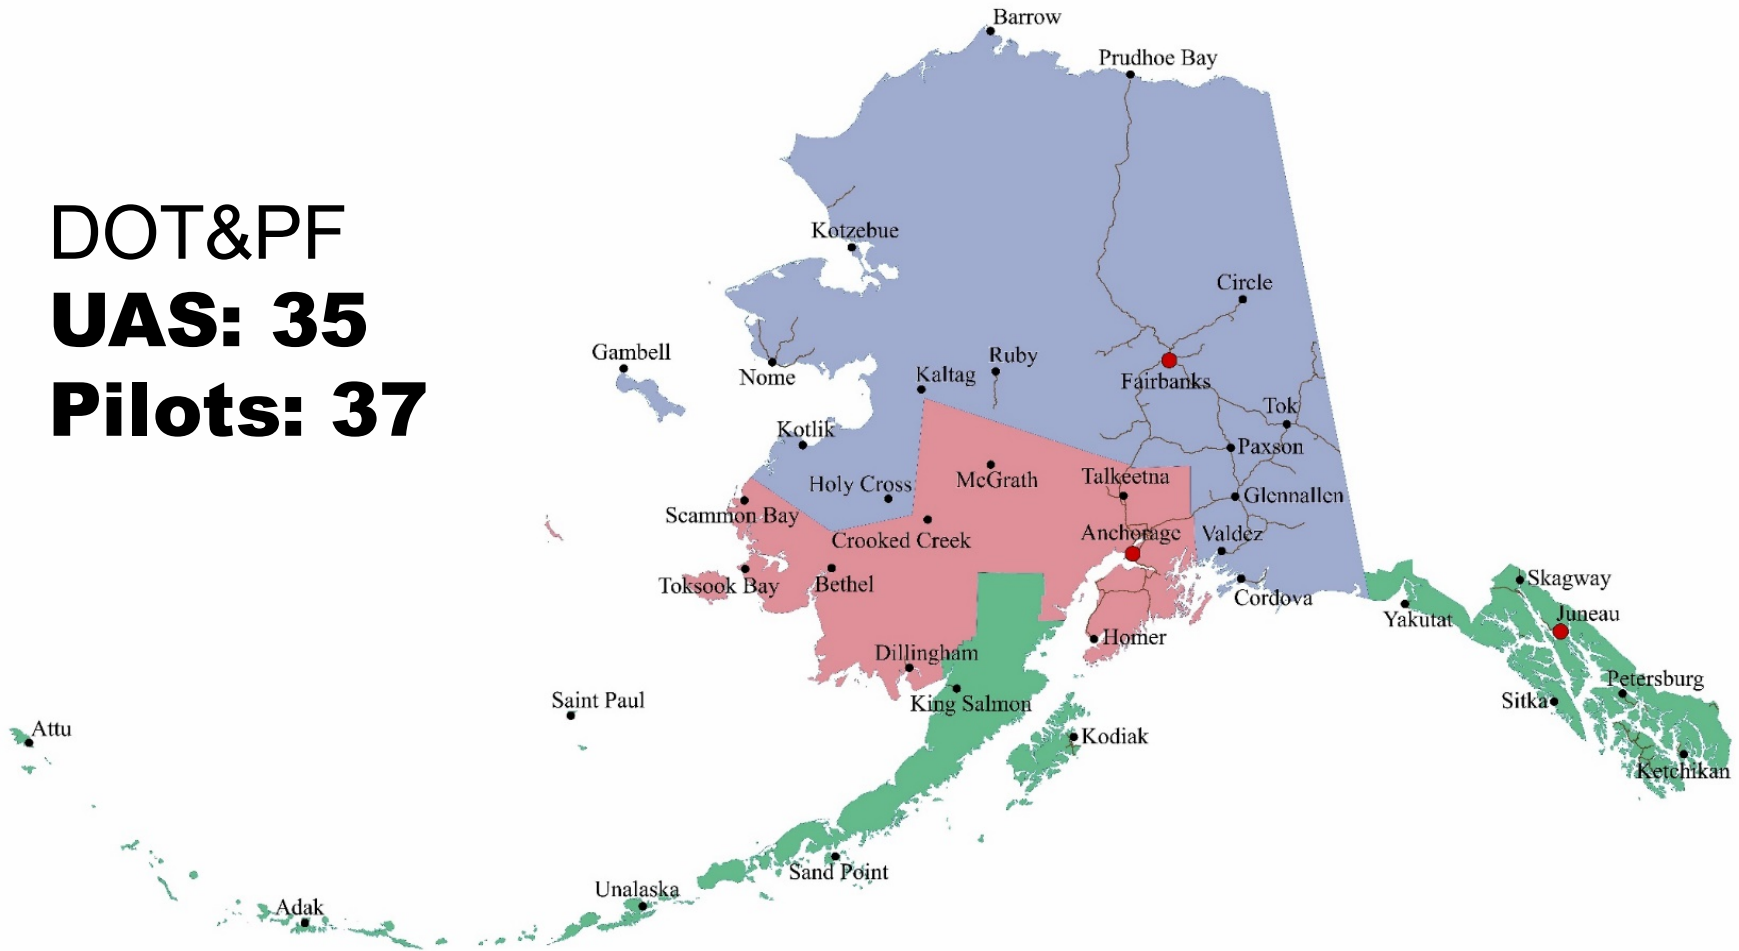 DOT&PF
UAS: 35
Pilots: 37
Barrow
Prudhoe Bay
Kotzebue
Circle
Gambell
Nome
Kaltag
Ruby
Fairbanks
Tok
Kotlik
Paxson
Holy Cross
McGrath
Talkeetna
Glennallen
Scammon Bay
Crooked Creek
Anchorage
Valdez
Toksook Bay
Bethel
Cordova
Skagway
Yakutat
Juneau
Homer
Dillingham
King Salmon
Petersburg
Sitka
Saint Paul
Attu
Kodiak
Ketchikan
Sand Point
Unalaska
Adak